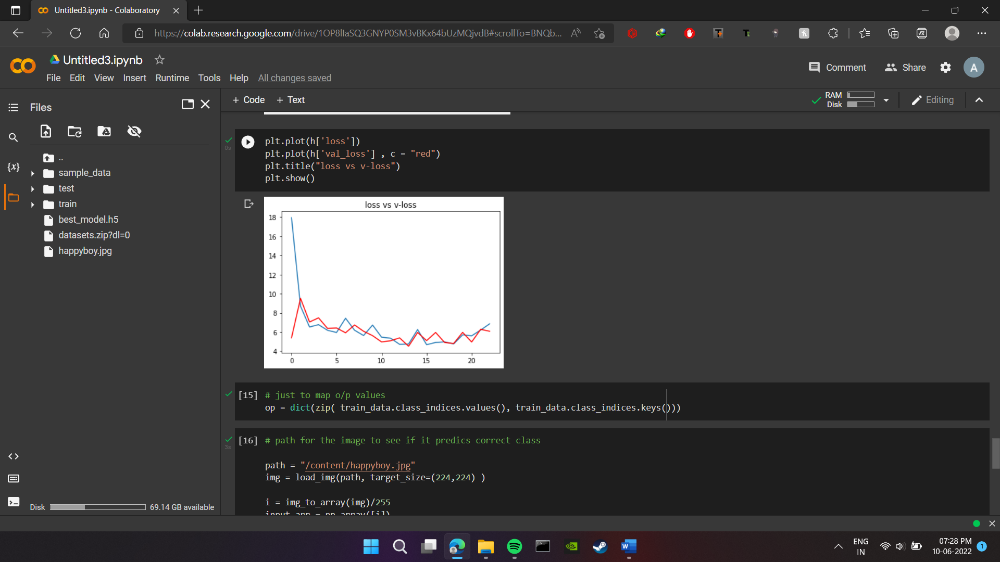 Untitled3.ipynb - Colaboratory
https://colab.research.google.com/drive/1OP8llaSQ3GNYP0SM3vBKx64bUzMQjvdB#scrollTo=BNQb...
Untitled3.ipynb
Comment
Share
A
File Edit View Insert Runtime Tools Help All changes saved
Files
+ Code + Text
RAM
Disk
Editing
..
sample_data
test
train
best_model.h5
datasets.zip?dl=0
happyboy.jpg
{x}
Disk 69.14 GB available
0s
plt.plot(h['loss'])
plt.plot(h['val_loss'] , c = "red")
plt.title("loss vs v-loss")
plt.show()
loss vs v-loss
18
16
14
12
10
8
6
4
0 5 10 15 20
[15] # just to map o/p values
op = dict(zip( train_data.class_indices.values(), train_data.class_indices.keys()))
[16] # path for the image to see if it predics correct class
3s
path = "/content/happyboy.jpg"
img = load_img(path, target_size=(224,224) )
i = img_to_array(img)/255
input_arr = np.array([i])
ENG
IN
07:28 PM
10-06-2022
1